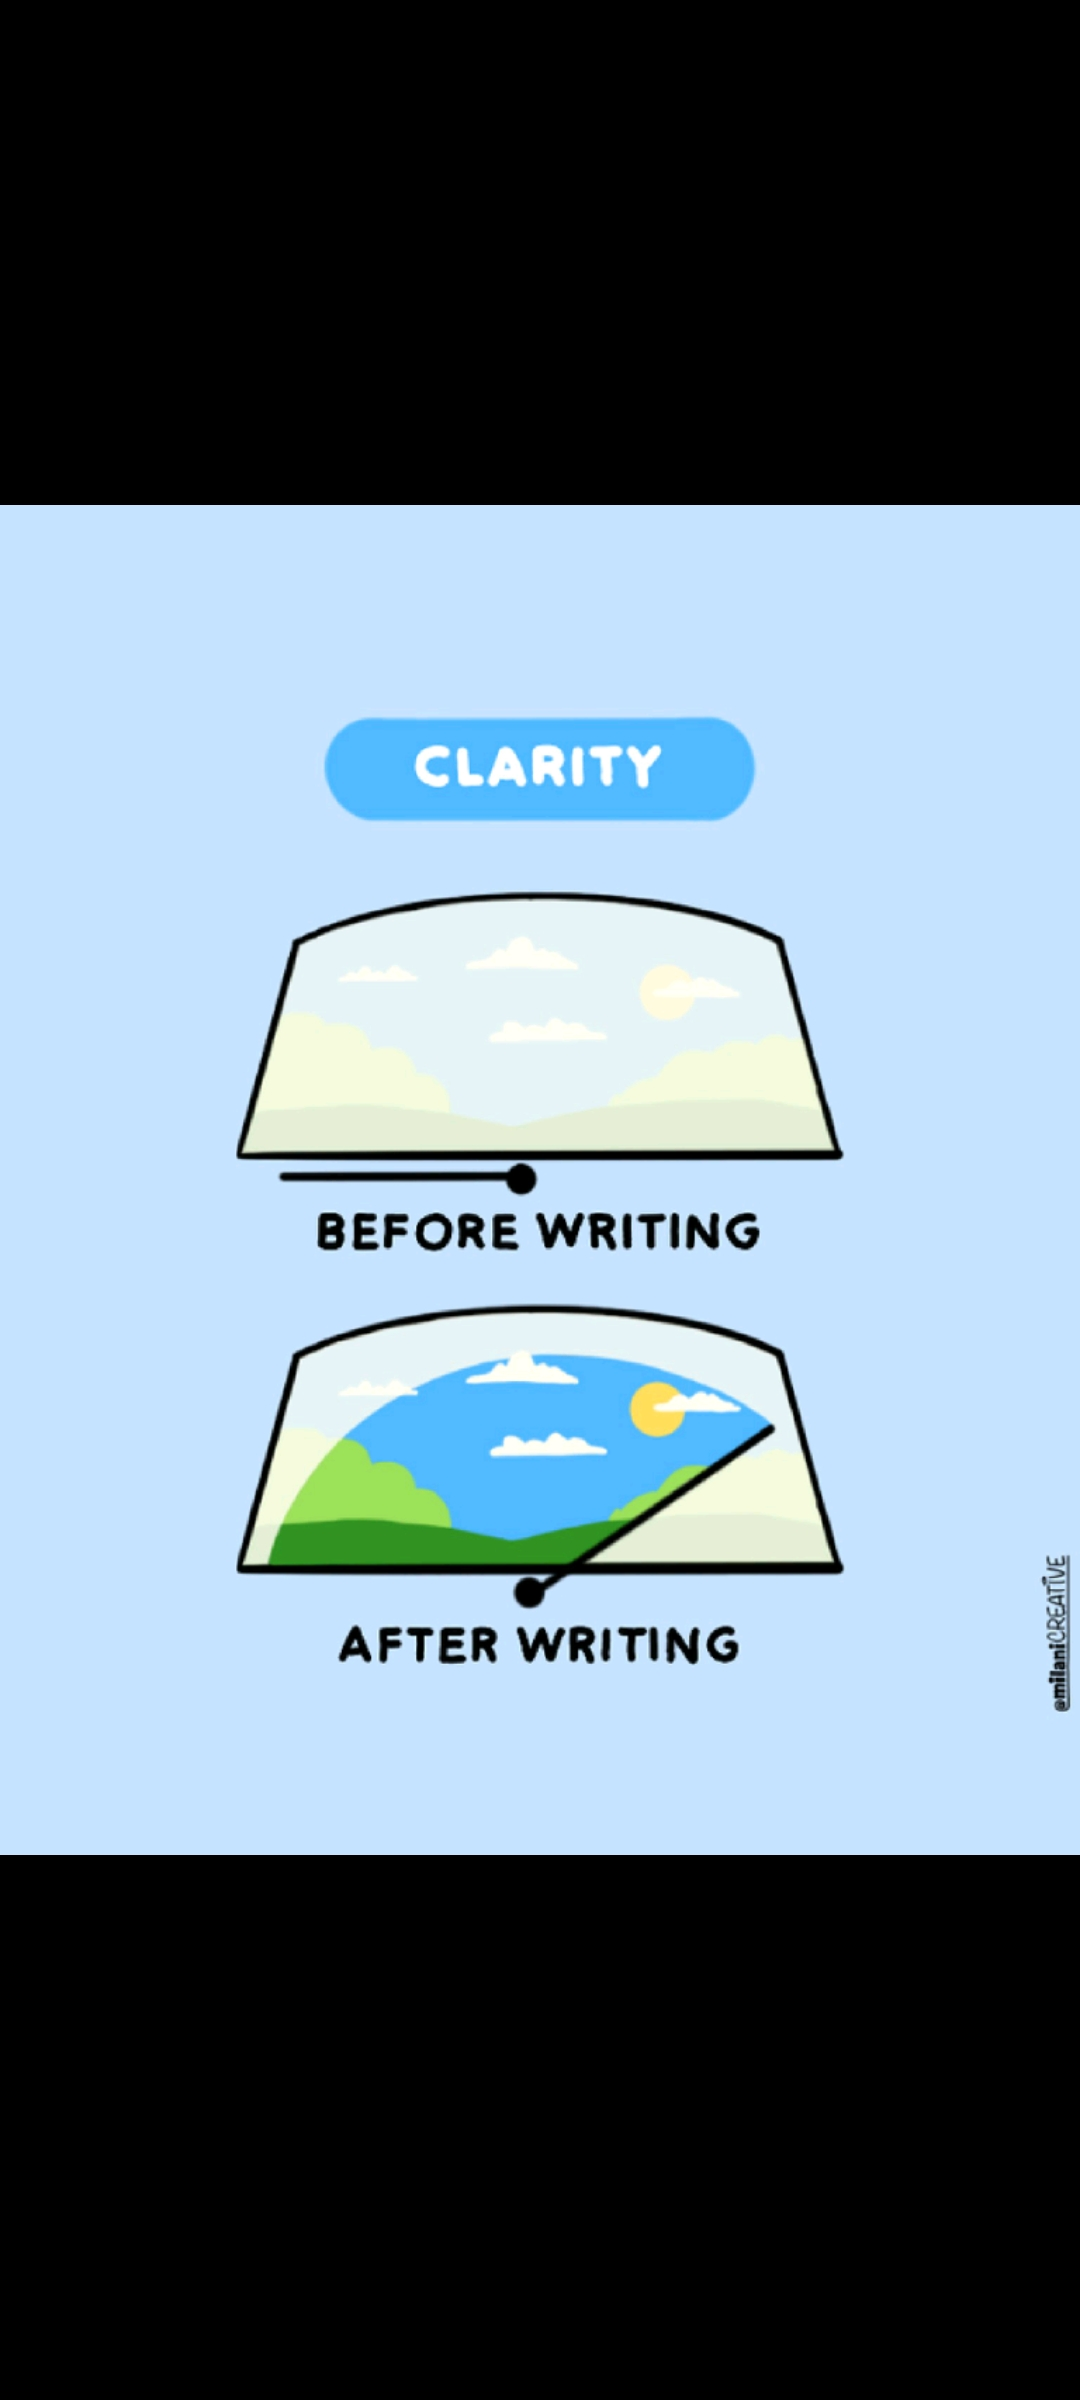 CLARITY
BEFORE WRITING
AFTER WRITING
@milaniCREATIVE